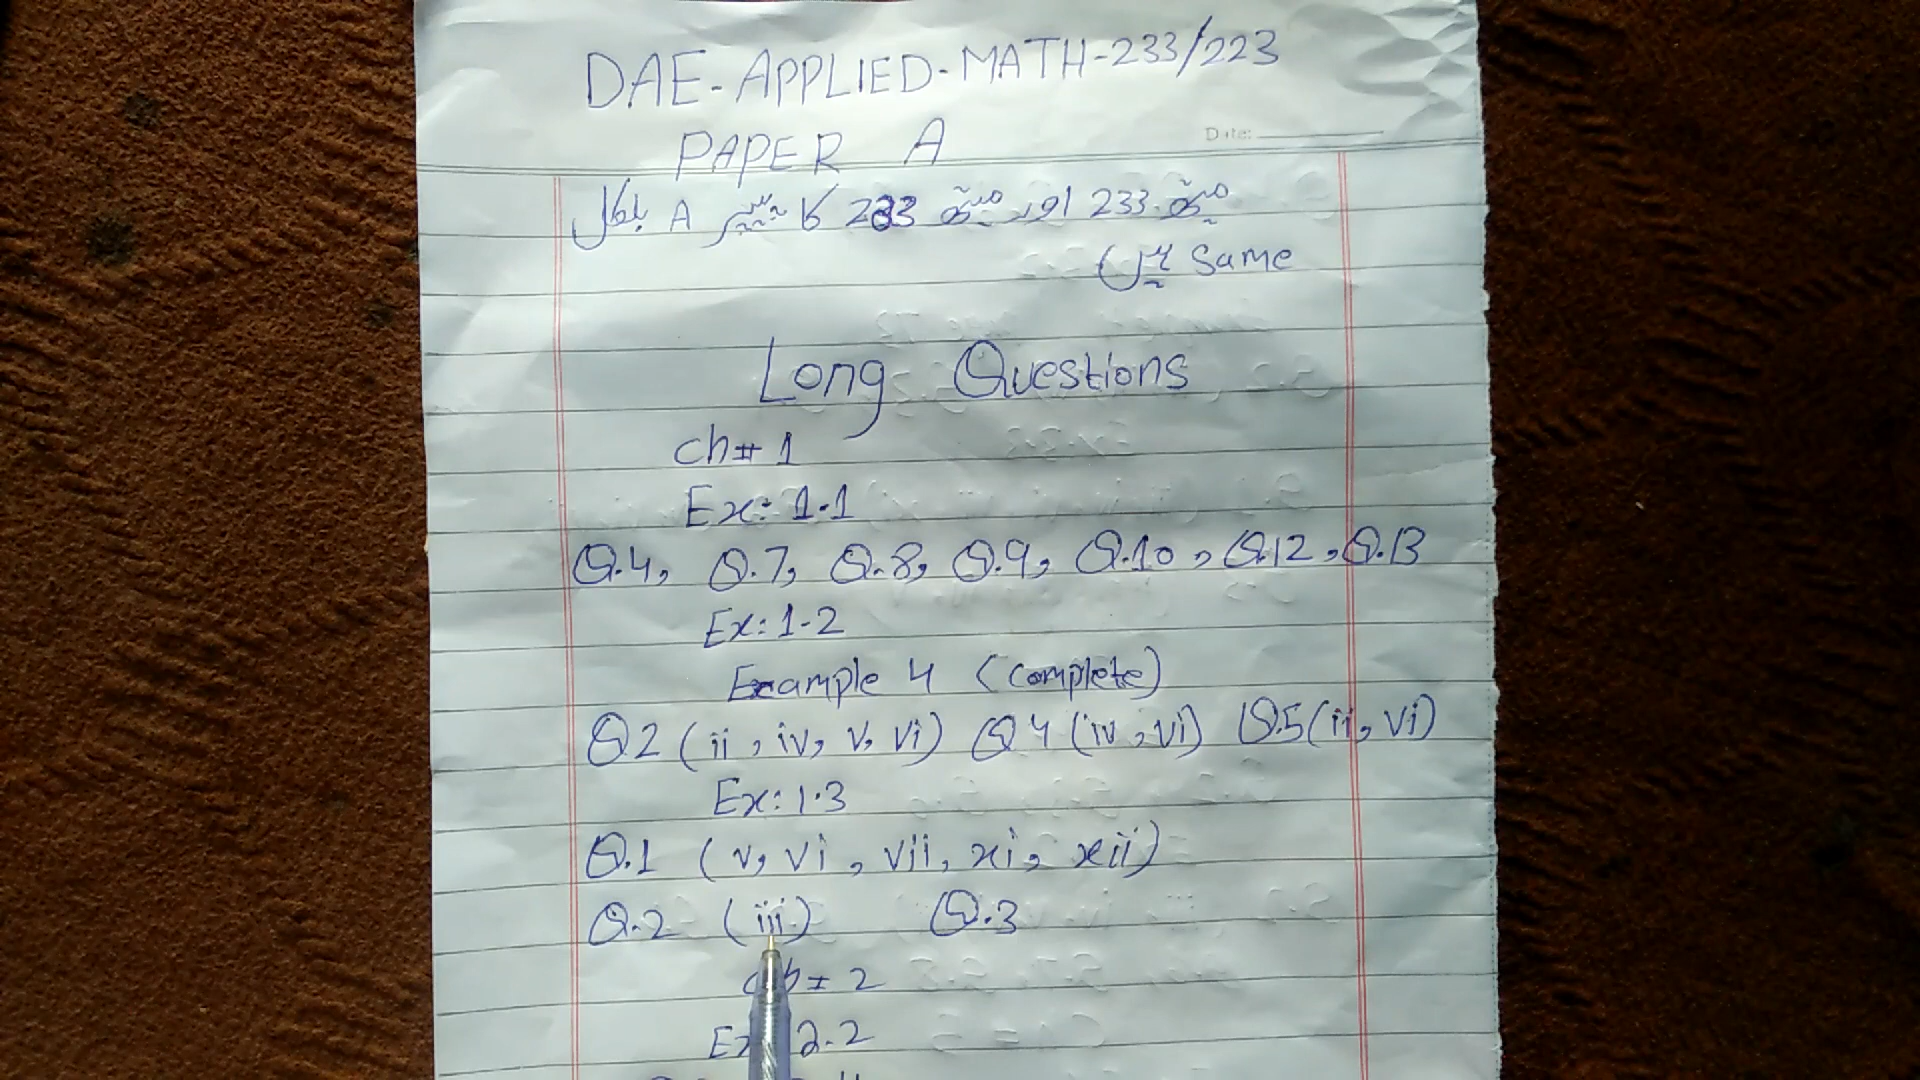 DAE-APPLIED-MATH-233/223
PAPER A
Date:
میتھ 233 اور میتھ 233 کا پیپر A بلکل
Same ہیں
Long Questions
Ch# 1
Ex: 1.1
Q.4, Q.7, Q.8, Q.9, Q.10, Q.12, Q.13
Ex: 1-2
Example 4 (complete)
Q2 (ii, iv, v, vi) Q4 (iv, vi) Q.5(ii, vi)
Ex: 1.3
Q.1 (v, vi, vii, xi, xii)
Q.2 (iii) Q.3
ch# 2
Ex 2.2